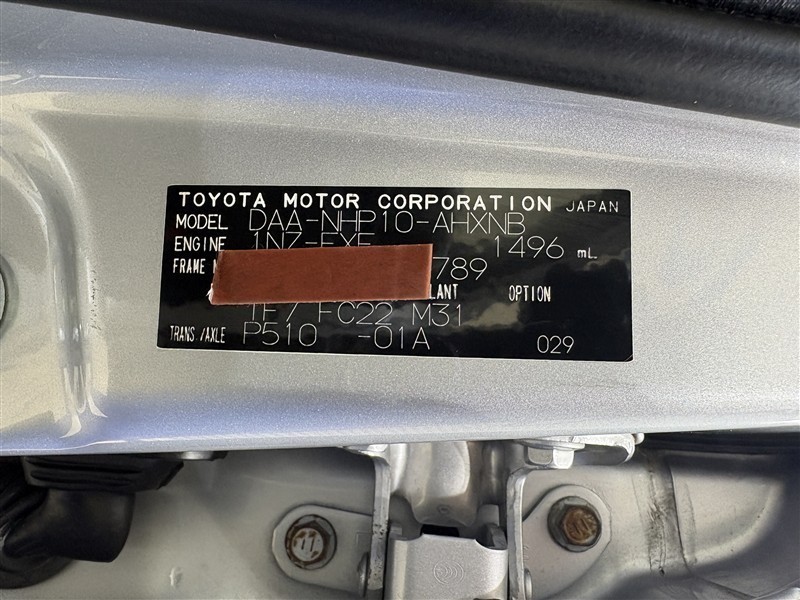 TOYOTA MOTOR CORPORATION JAPAN
MODEL DAA-NHP10-AHXNB
ENGINE 1NZ-FXE 1496 mL
FRAME 789
OPTION
1F7 FC22 M31
TRANS./AXLE P510 -01A 029